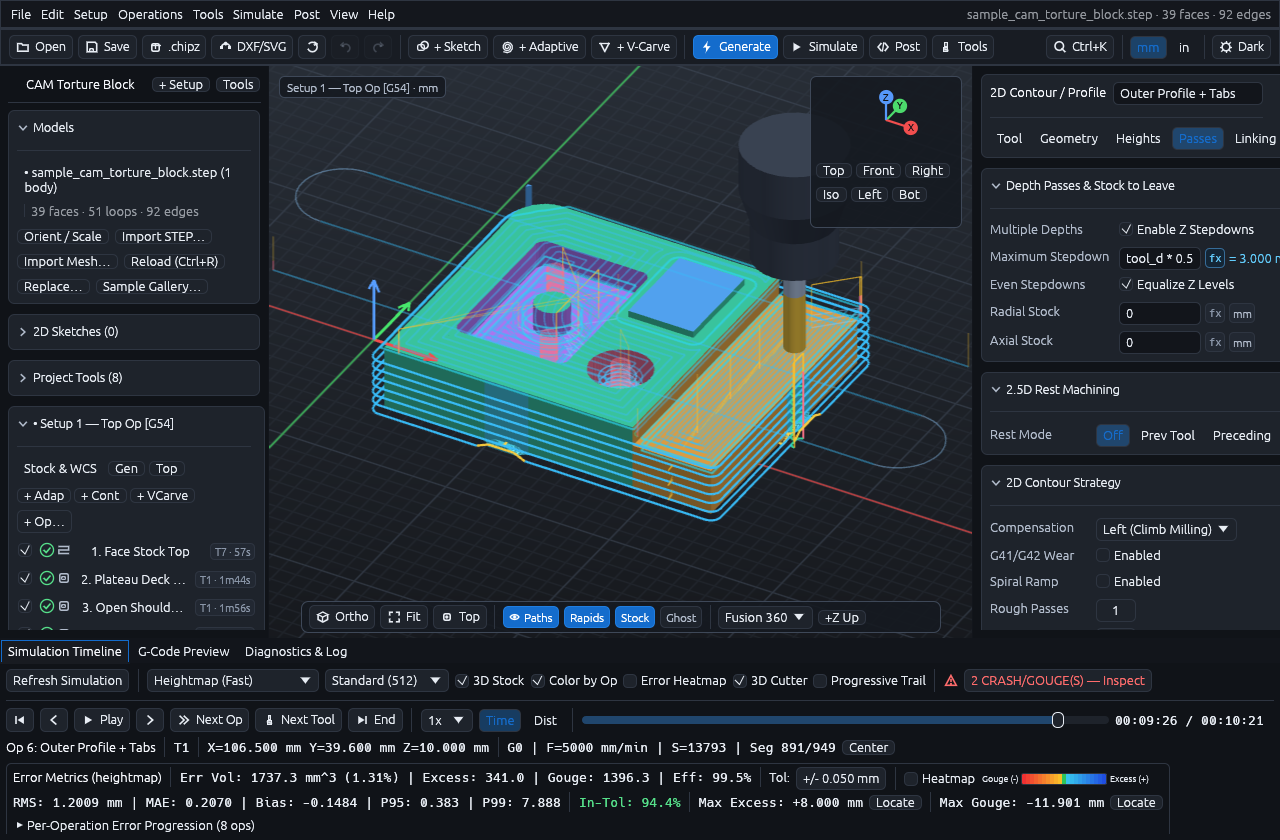 File Edit Setup Operations Tools Simulate Post View Help sample_cam_torture_block.step · 39 faces · 92 edges
Open Save .chipz DXF/SVG + Sketch + Adaptive + V-Carve Generate Simulate Post Tools Ctrl+K mm in Dark
CAM Torture Block + Setup Tools
Models
• sample_cam_torture_block.step (1
body)
39 faces · 51 loops · 92 edges
Orient / Scale Import STEP…
Import Mesh… Reload (Ctrl+R)
Replace… Sample Gallery…
2D Sketches (0)
Project Tools (8)
• Setup 1 — Top Op [G54]
Stock & WCS Gen Top
+ Adap + Cont + VCarve
+ Op…
1. Face Stock Top T7 · 57s
2. Plateau Deck … T1 · 1m44s
3. Open Should… T1 · 1m56s
Setup 1 — Top Op [G54] · mm
Z Y X
Top Front Right
Iso Left Bot
Ortho Fit Top Paths Rapids Stock Ghost Fusion 360 +Z Up
2D Contour / Profile Outer Profile + Tabs
Tool Geometry Heights Passes Linking
Depth Passes & Stock to Leave
Multiple Depths Enable Z Stepdowns
Maximum Stepdown tool_d * 0.5 fx = 3.000
Even Stepdowns Equalize Z Levels
Radial Stock 0 fx mm
Axial Stock 0 fx mm
2.5D Rest Machining
Rest Mode Off Prev Tool Preceding
2D Contour Strategy
Compensation Left (Climb Milling)
G41/G42 Wear Enabled
Spiral Ramp Enabled
Rough Passes 1
Simulation Timeline G-Code Preview Diagnostics & Log
Refresh Simulation Heightmap (Fast) Standard (512) 3D Stock Color by Op Error Heatmap 3D Cutter Progressive Trail 2 CRASH/GOUGE(S) — Inspect
Play Next Op Next Tool End 1x Time Dist 00:09:26 / 00:10:21
Op 6: Outer Profile + Tabs T1 X=106.500 mm Y=39.600 mm Z=10.000 mm G0 | F=5000 mm/min | S=13793 | Seg 891/949 Center
Error Metrics (heightmap) Err Vol: 1737.3 mm^3 (1.31%) | Excess: 341.0 | Gouge: 1396.3 | Eff: 99.5% Tol: +/- 0.050 mm Heatmap Gouge (-) Excess (+)
RMS: 1.2009 mm | MAE: 0.2070 | Bias: -0.1484 | P95: 0.383 | P99: 7.888 In-Tol: 94.4% Max Excess: +8.000 mm Locate Max Gouge: -11.901 mm Locate
Per-Operation Error Progression (8 ops)